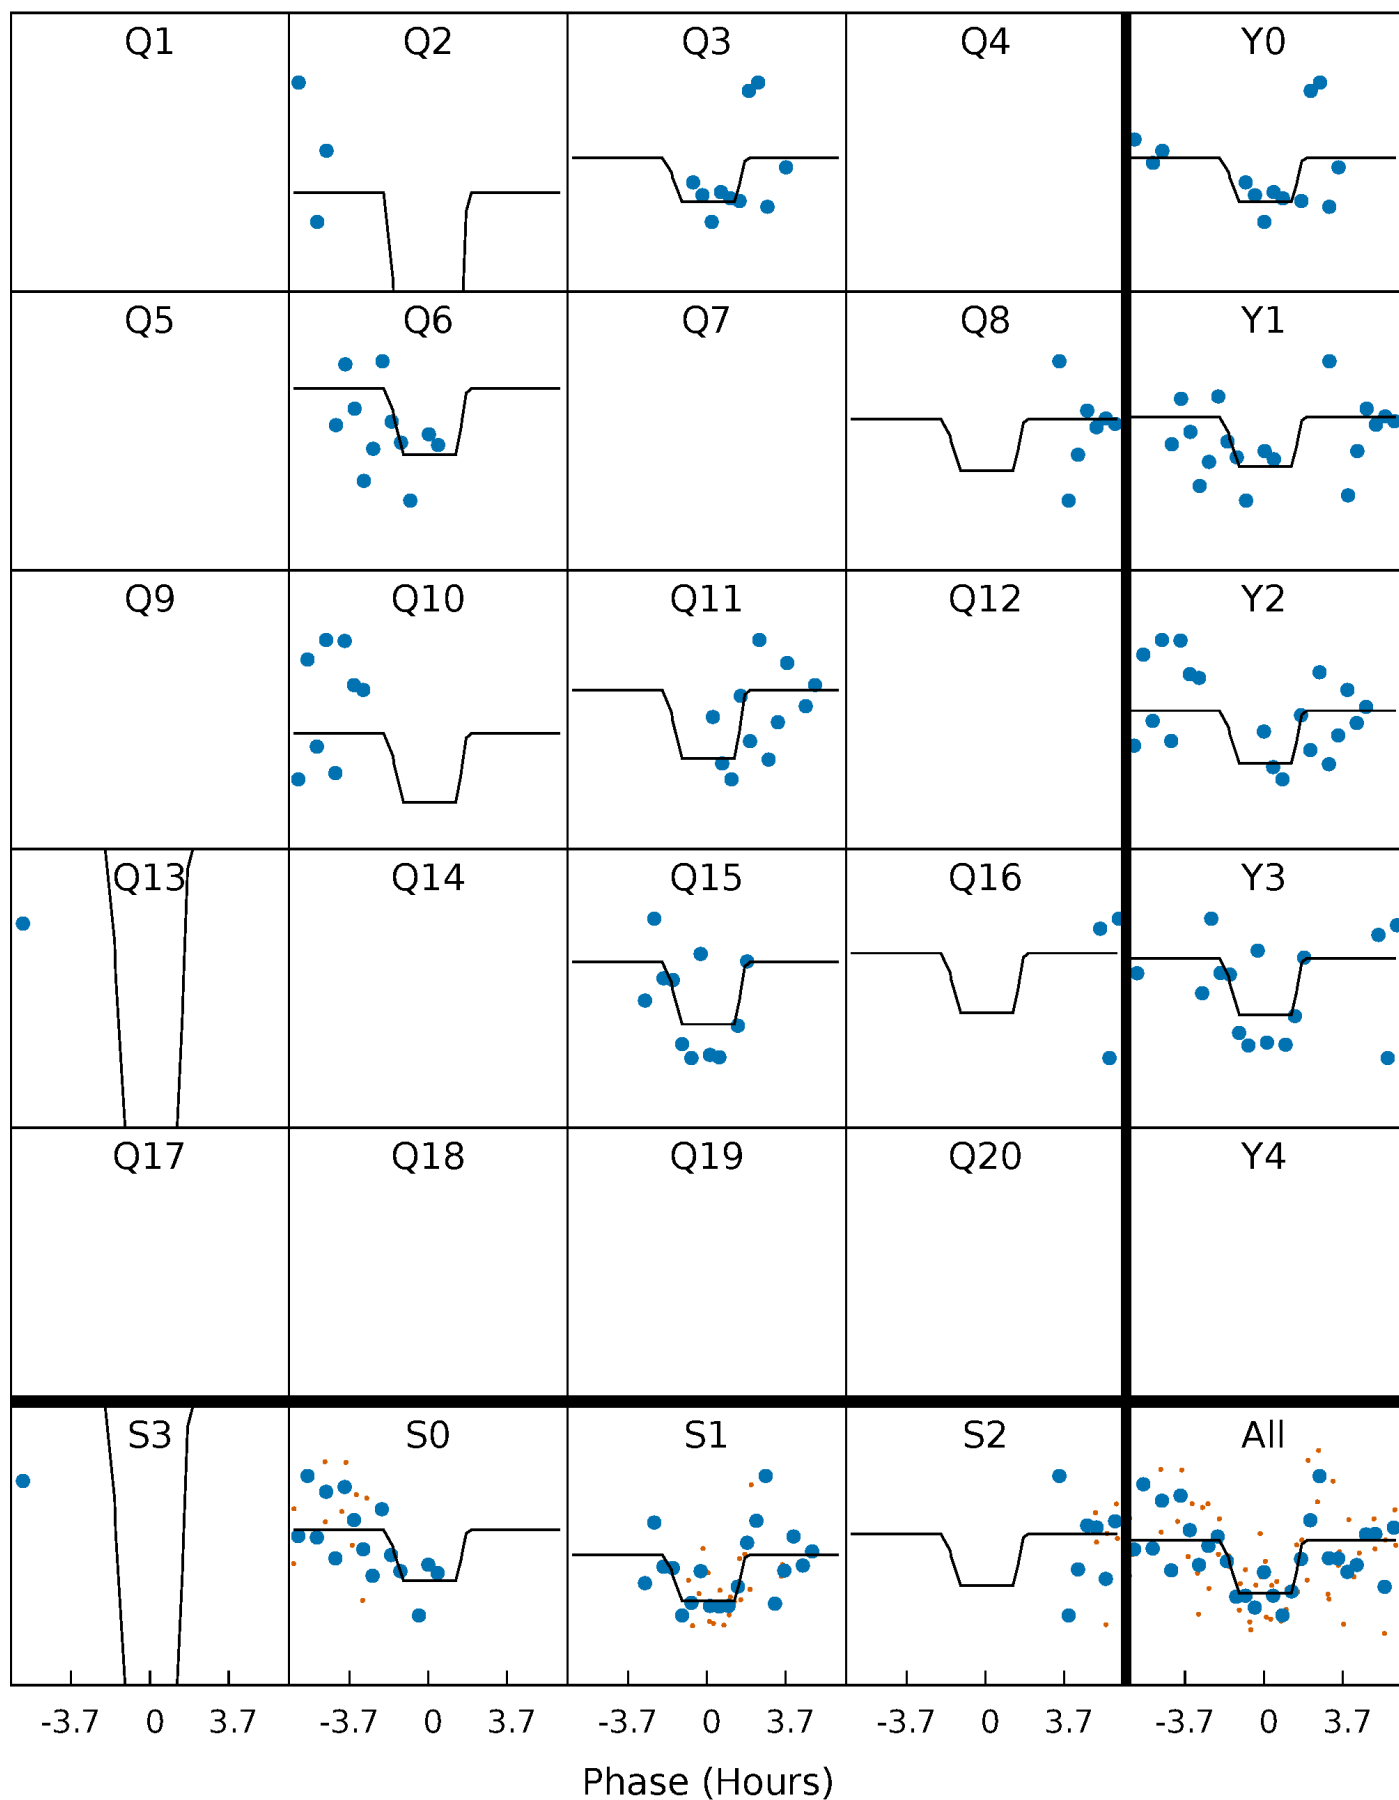 Q1 Q2 Q3 Q4 Y0
Q5 Q6 Q7 Q8 Y1
Q9 Q10 Q11 Q12 Y2
Q13 Q14 Q15 Q16 Y3
Q17 Q18 Q19 Q20 Y4
S3 S0 S1 S2 All
-3.7 0 3.7 -3.7 0 3.7 -3.7 0 3.7 -3.7 0 3.7 -3.7 0 3.7
Phase (Hours)